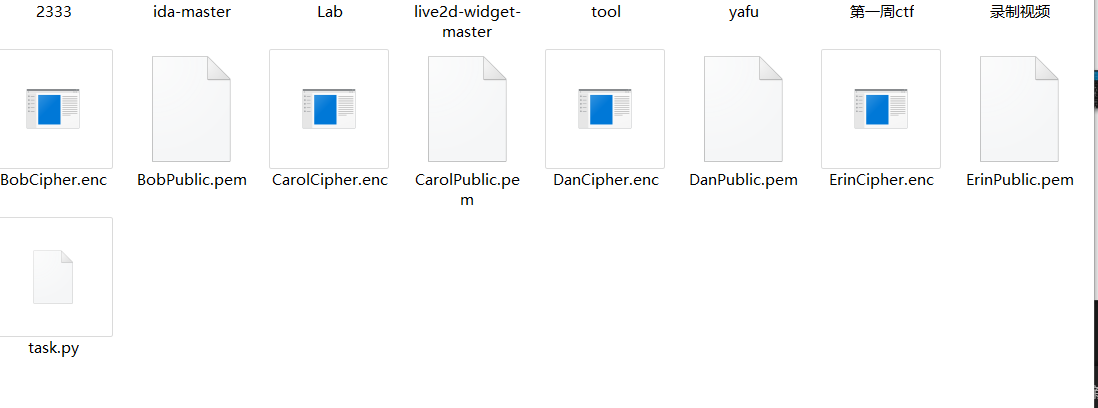 2333
ida-master
Lab
live2d-widget-
master
tool
yafu
第一周ctf
录制视频
BobCipher.enc
BobPublic.pem
CarolCipher.enc
CarolPublic.pe
m
DanCipher.enc
DanPublic.pem
ErinCipher.enc
ErinPublic.pem
task.py